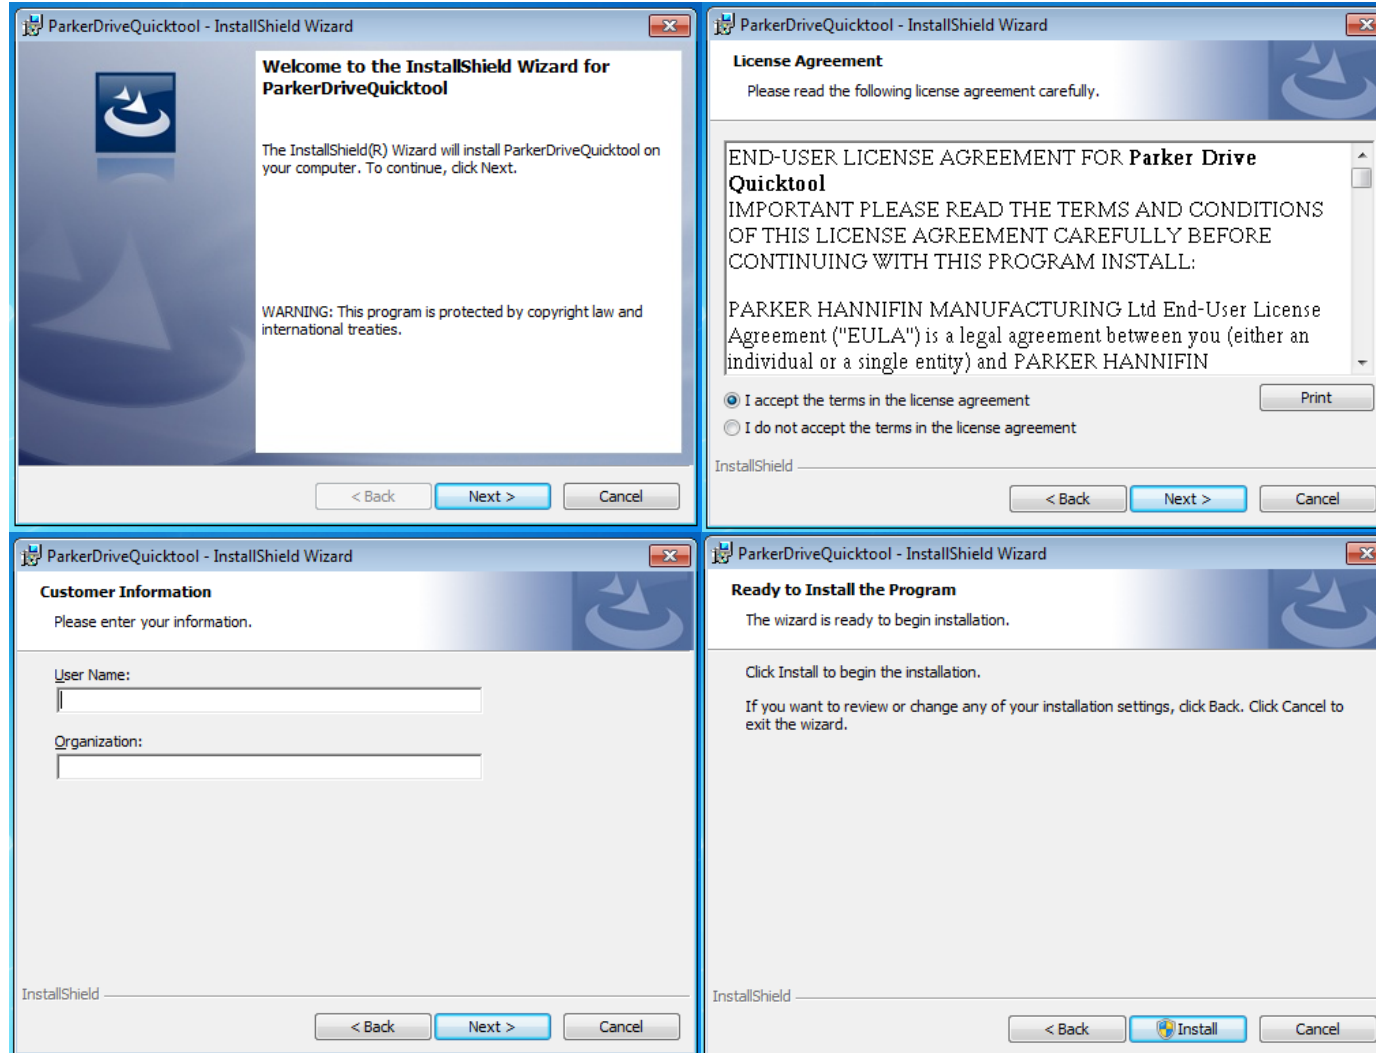 ParkerDriveQuicktool - InstallShield Wizard
Welcome to the InstallShield Wizard for
ParkerDriveQuicktool
The InstallShield(R) Wizard will install ParkerDriveQuicktool on
your computer. To continue, click Next.
WARNING: This program is protected by copyright law and
international treaties.
< Back
Next >
Cancel
ParkerDriveQuicktool - InstallShield Wizard
License Agreement
Please read the following license agreement carefully.
END-USER LICENSE AGREEMENT FOR Parker Drive
Quicktool
IMPORTANT PLEASE READ THE TERMS AND CONDITIONS
OF THIS LICENSE AGREEMENT CAREFULLY BEFORE
CONTINUING WITH THIS PROGRAM INSTALL:
PARKER HANNIFIN MANUFACTURING Ltd End-User License
Agreement ("EULA") is a legal agreement between you (either an
individual or a single entity) and PARKER HANNIFIN
I accept the terms in the license agreement
Print
I do not accept the terms in the license agreement
InstallShield
< Back
Next >
Cancel
ParkerDriveQuicktool - InstallShield Wizard
Customer Information
Please enter your information.
User Name:
Organization:
InstallShield
< Back
Next >
Cancel
ParkerDriveQuicktool - InstallShield Wizard
Ready to Install the Program
The wizard is ready to begin installation.
Click Install to begin the installation.
If you want to review or change any of your installation settings, click Back. Click Cancel to
exit the wizard.
InstallShield
< Back
Install
Cancel